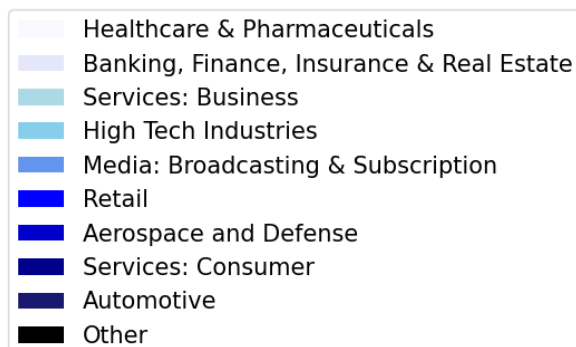 Healthcare & Pharmaceuticals
Banking, Finance, Insurance & Real Estate
Services: Business
High Tech Industries
Media: Broadcasting & Subscription
Retail
Aerospace and Defense
Services: Consumer
Automotive
Other